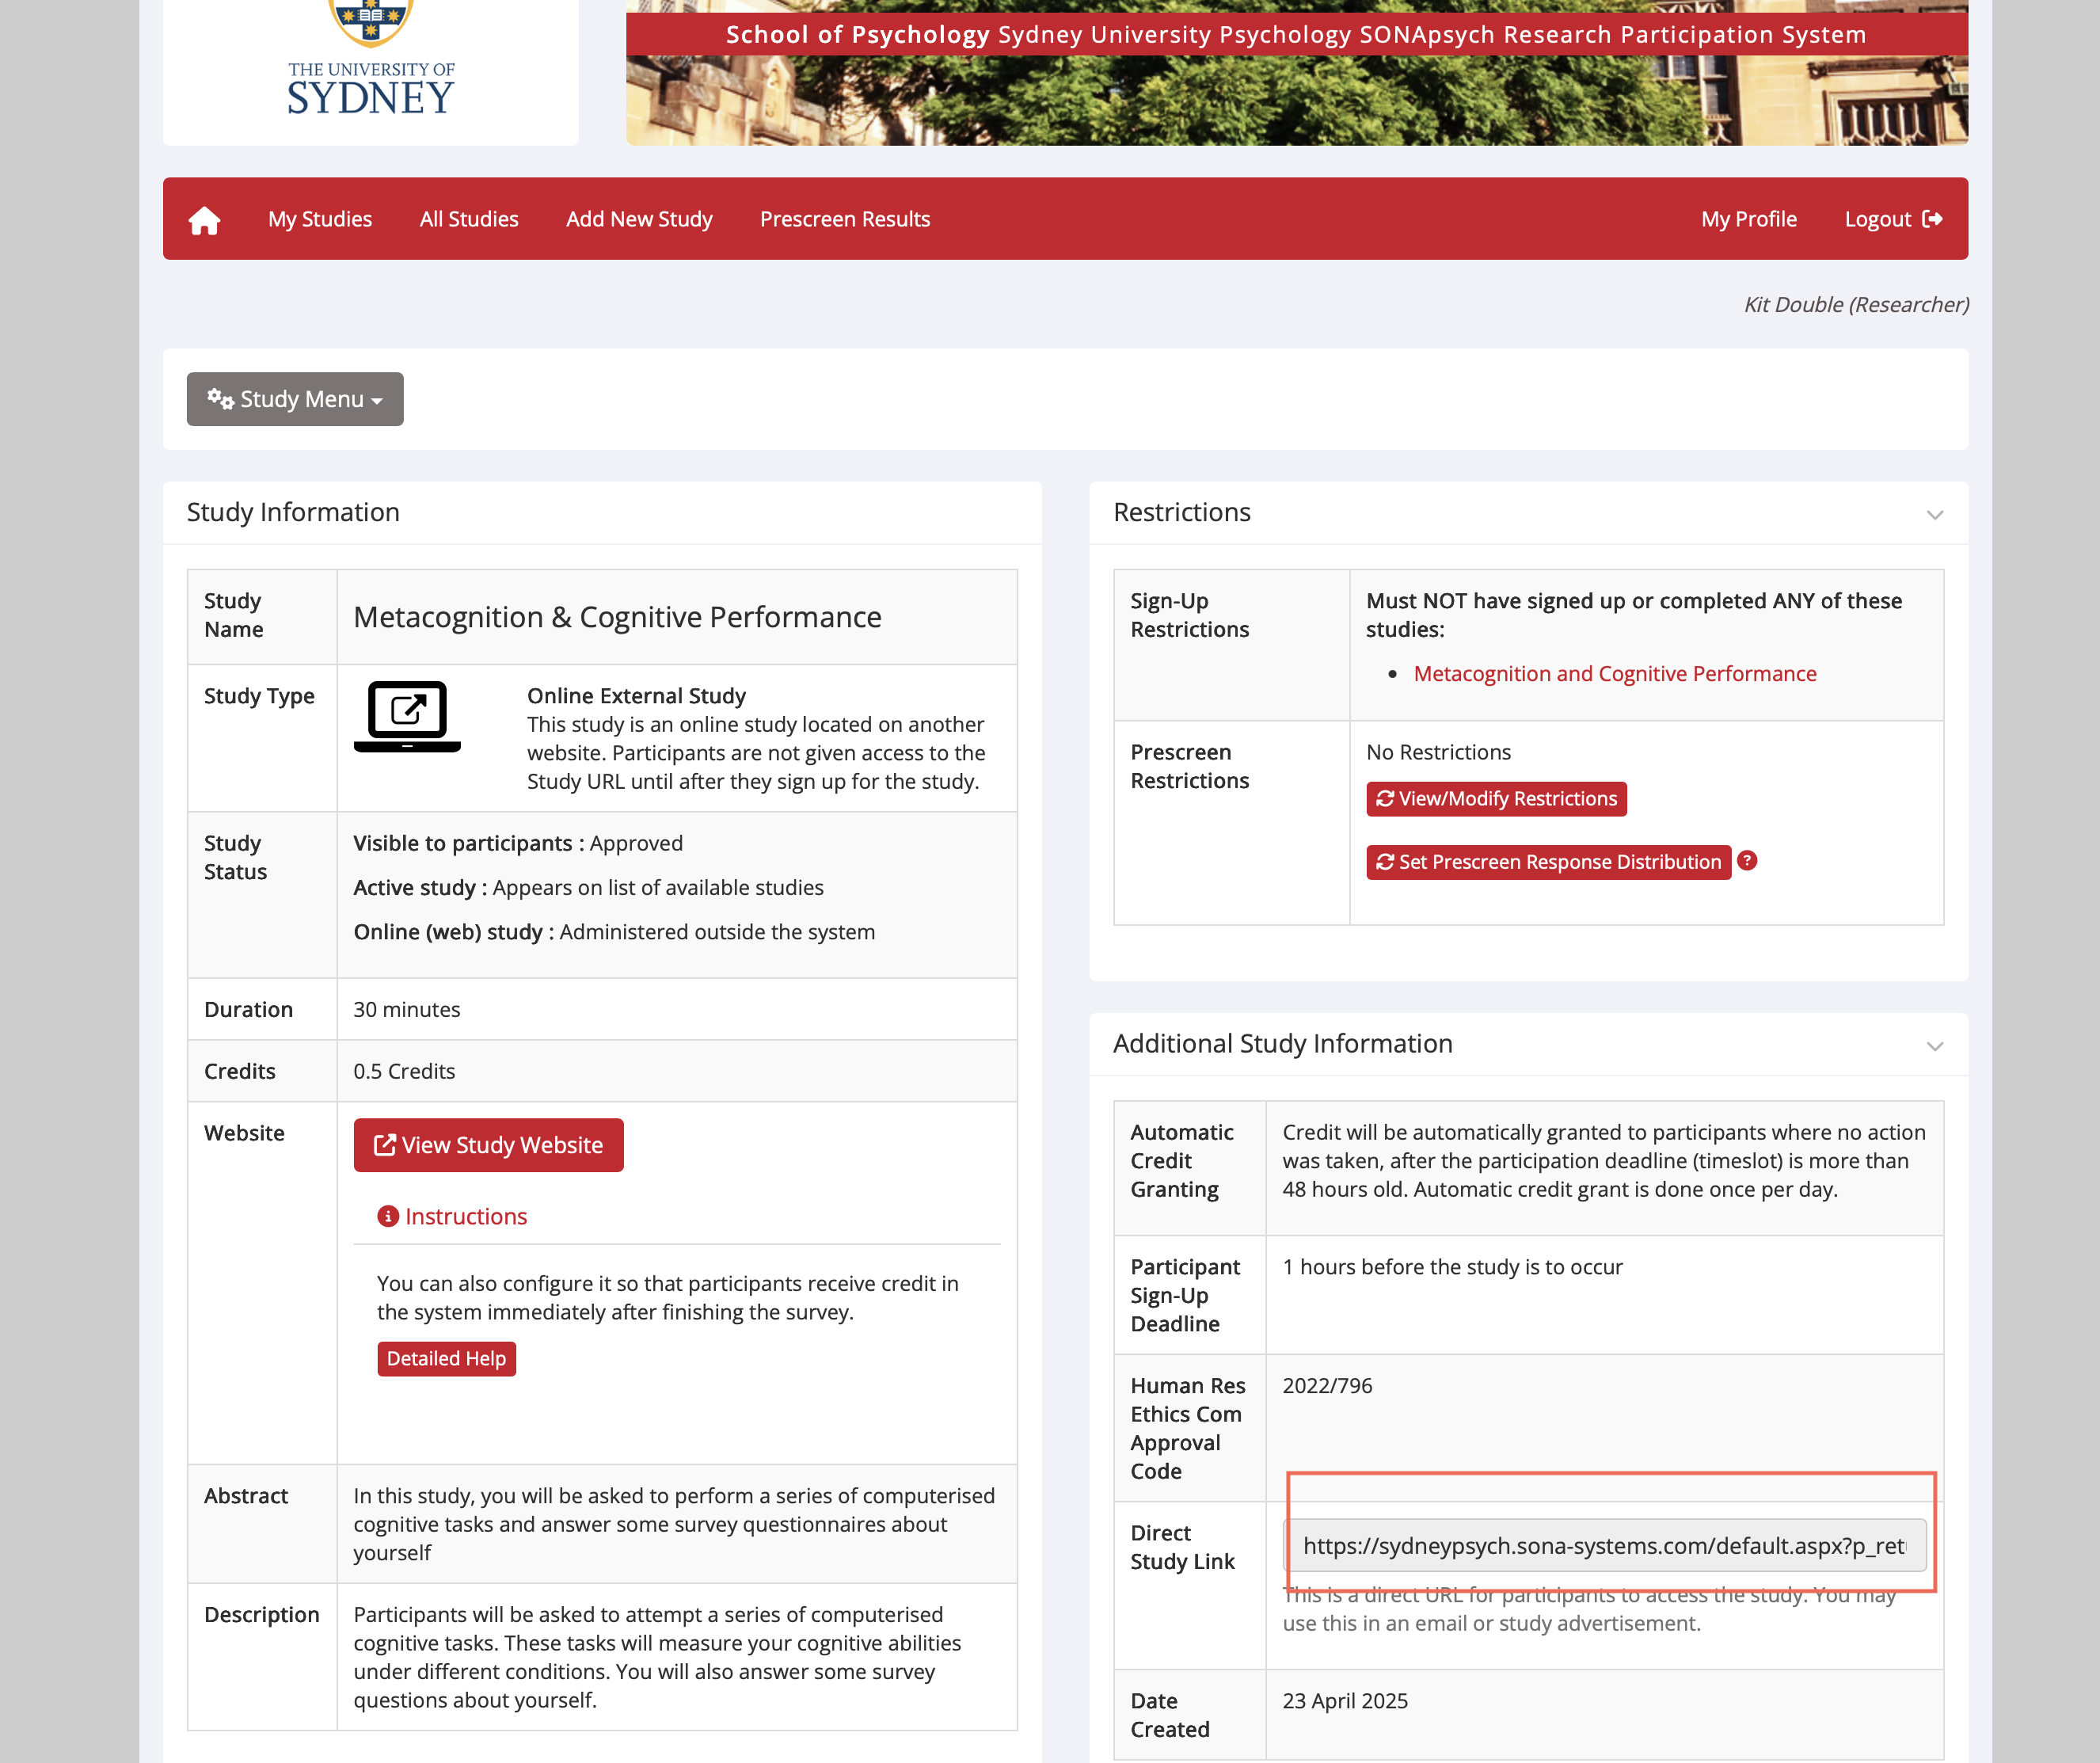 THE UNIVERSITY OF
SYDNEY
School of Psychology Sydney University Psychology SONApsych Research Participation System
My Studies
All Studies
Add New Study
Prescreen Results
My Profile
Logout
Kit Double (Researcher)
Study Menu
Study Information
Study
Name
Metacognition & Cognitive Performance
Study Type
Online External Study
This study is an online study located on another
website. Participants are not given access to the
Study URL until after they sign up for the study.
Study
Status
Visible to participants : Approved
Active study : Appears on list of available studies
Online (web) study : Administered outside the system
Duration
30 minutes
Credits
0.5 Credits
Website
View Study Website
Instructions
You can also configure it so that participants receive credit in
the system immediately after finishing the survey.
Detailed Help
Abstract
In this study, you will be asked to perform a series of computerised
cognitive tasks and answer some survey questionnaires about
yourself
Description
Participants will be asked to attempt a series of computerised
cognitive tasks. These tasks will measure your cognitive abilities
under different conditions. You will also answer some survey
questions about yourself.
Restrictions
Sign-Up
Restrictions
Must NOT have signed up or completed ANY of these
studies:
• Metacognition and Cognitive Performance
Prescreen
Restrictions
No Restrictions
View/Modify Restrictions
Set Prescreen Response Distribution ?
Additional Study Information
Automatic
Credit
Granting
Credit will be automatically granted to participants where no action
was taken, after the participation deadline (timeslot) is more than
48 hours old. Automatic credit grant is done once per day.
Participant
Sign-Up
Deadline
1 hours before the study is to occur
Human Res
Ethics Com
Approval
Code
2022/796
Direct
Study Link
https://sydneypsych.sona-systems.com/default.aspx?p_ret
This is a direct URL for participants to access the study. You may
use this in an email or study advertisement.
Date
Created
23 April 2025